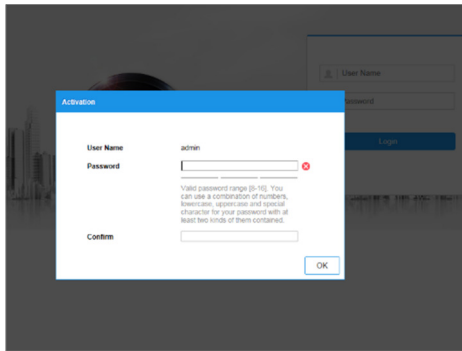 User Name
Password
Login
Activation
User Name admin
Password
Valid password range [8-16]. You
can use a combination of numbers,
lowercase, uppercase and special
character for your password with at
least two kinds of them contained.
Confirm
OK